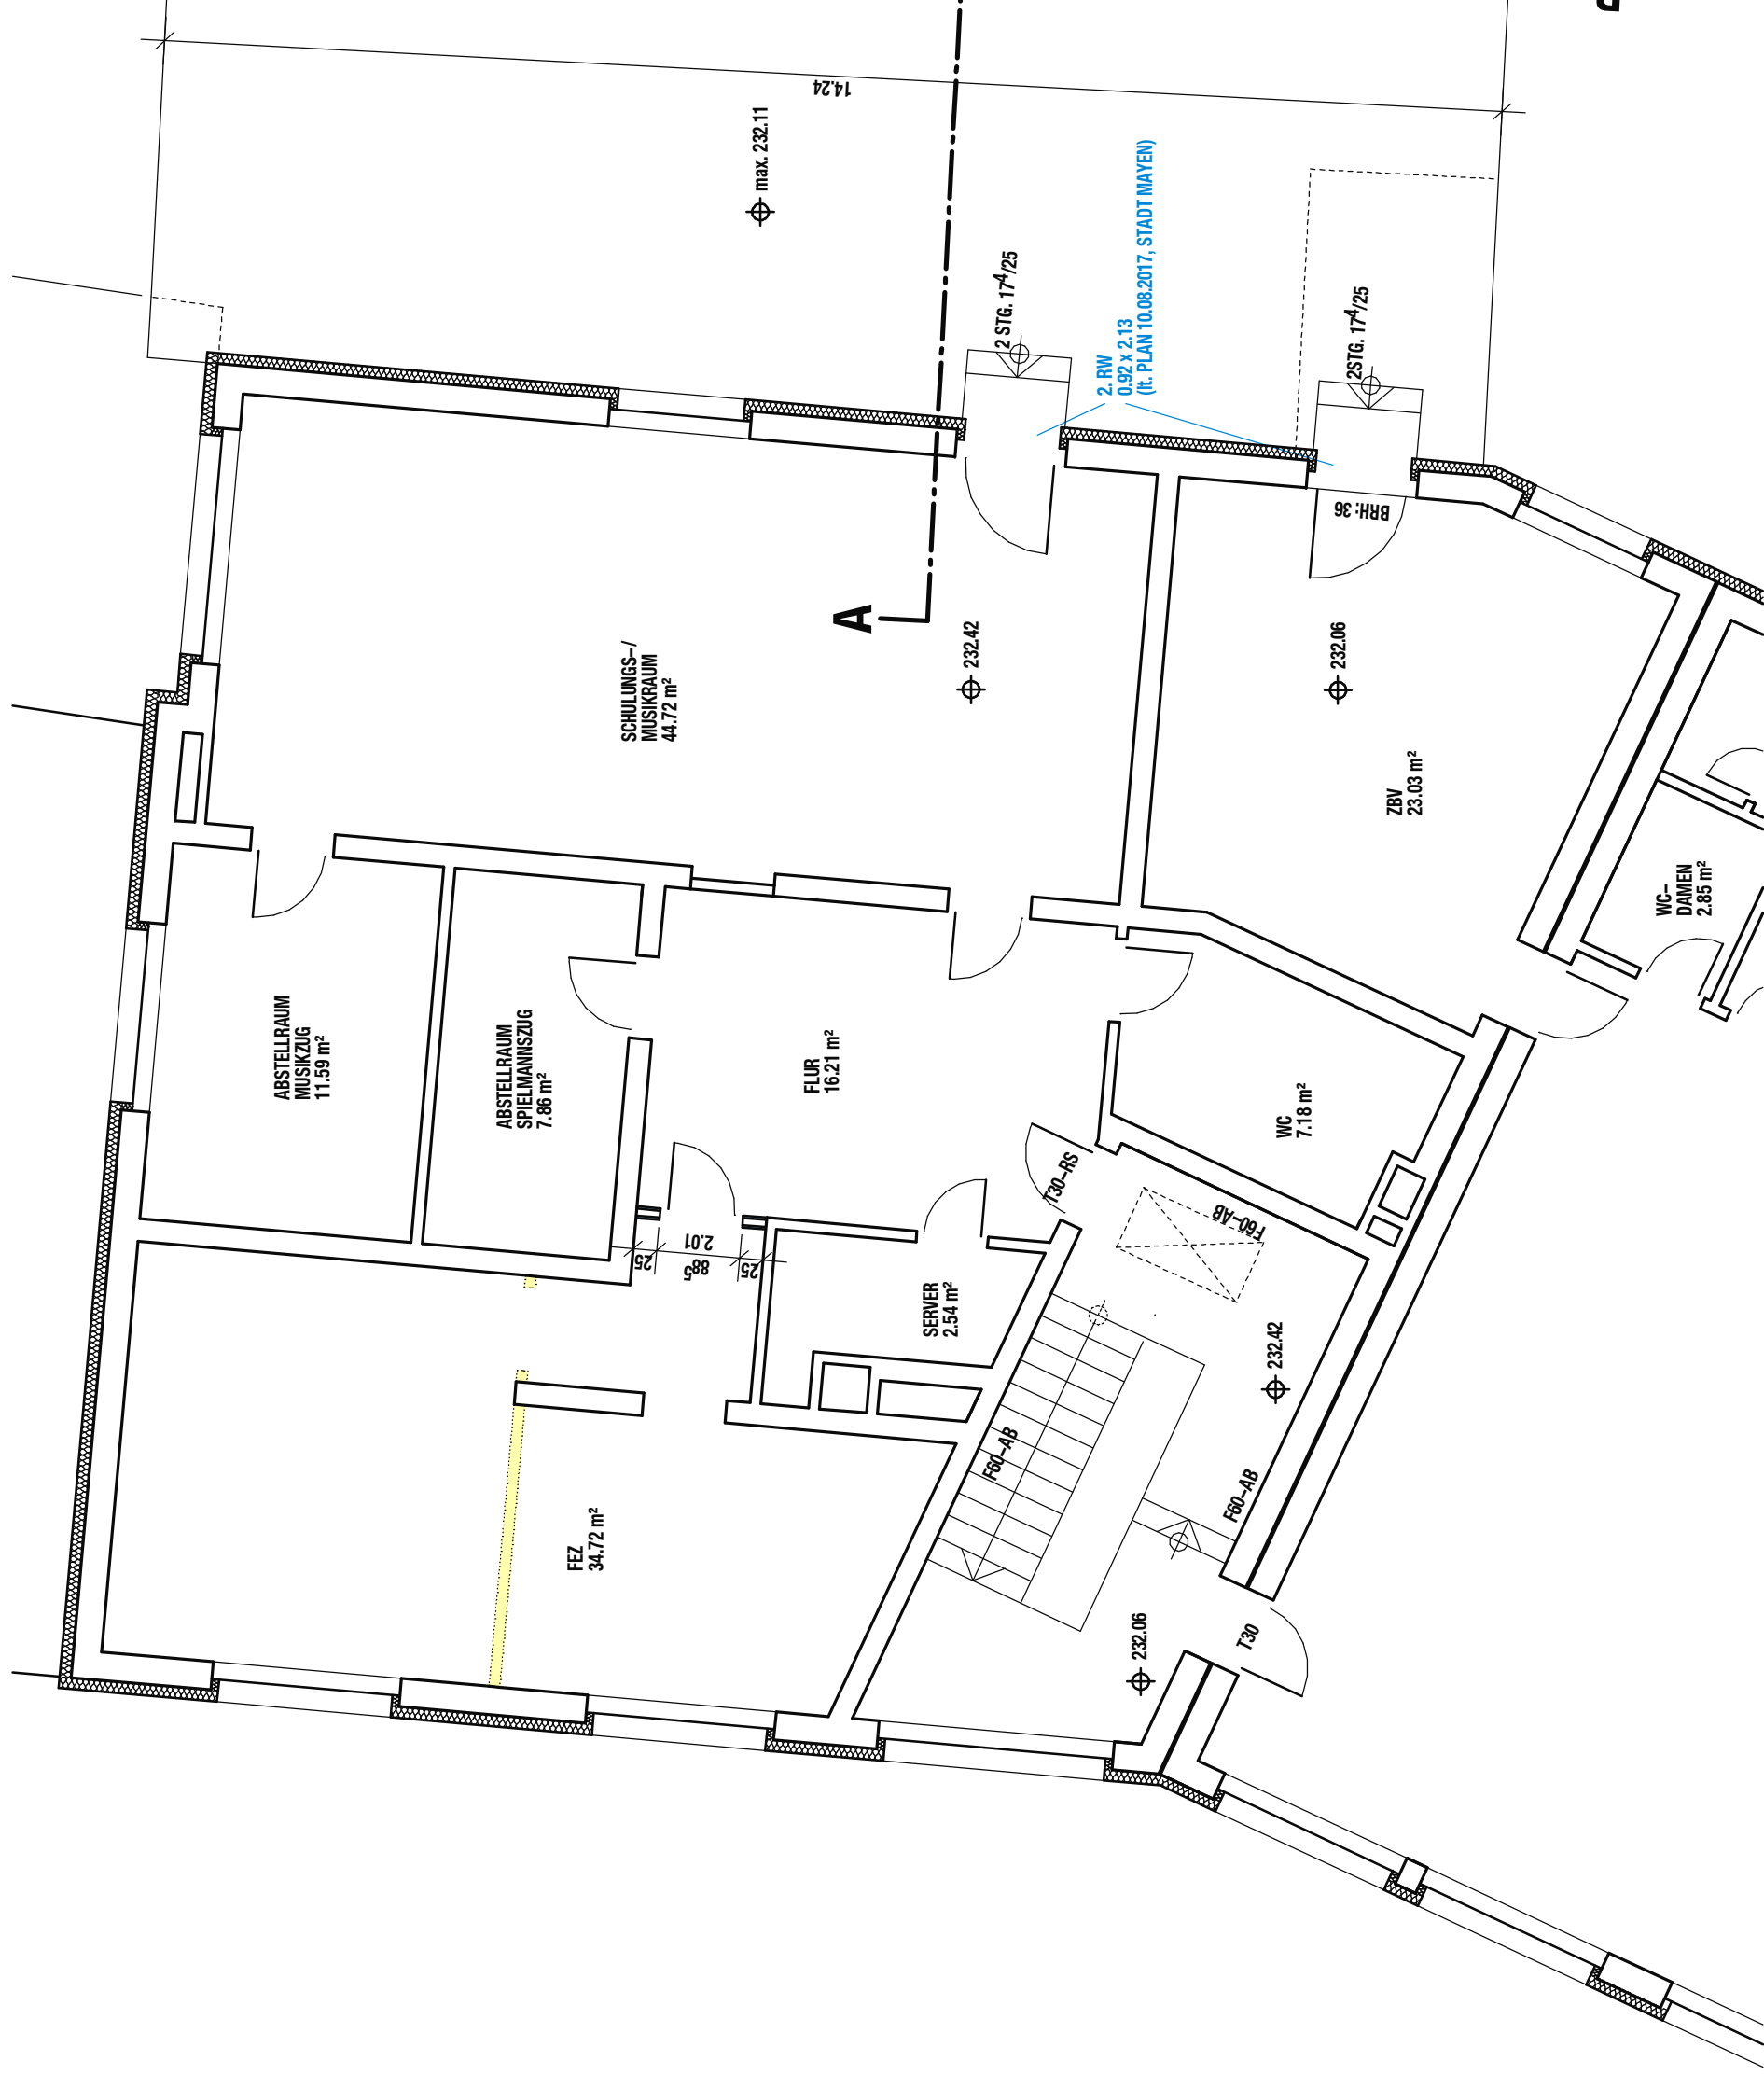 14.24
max. 232.11
2 STG. 17⁴/25
2. RW
0.92 x 2.13
(lt. PLAN 10.08.2017, STADT MAYEN)
2STG. 17⁴/25
BRH: 36
A
SCHULUNGS–/
MUSIKRAUM
44.72 m²
232.42
232.06
ZBV
23.03 m²
WC–
DAMEN
2.85 m²
ABSTELLRAUM
MUSIKZUG
11.59 m²
ABSTELLRAUM
SPIELMANNSZUG
7.86 m²
FLUR
16.21 m²
WC
7.18 m²
T30–RS
F60–AB
25
88⁵
2.01
25
SERVER
2.54 m²
232.42
F60–AB
F60–AB
FEZ
34.72 m²
232.06
T30